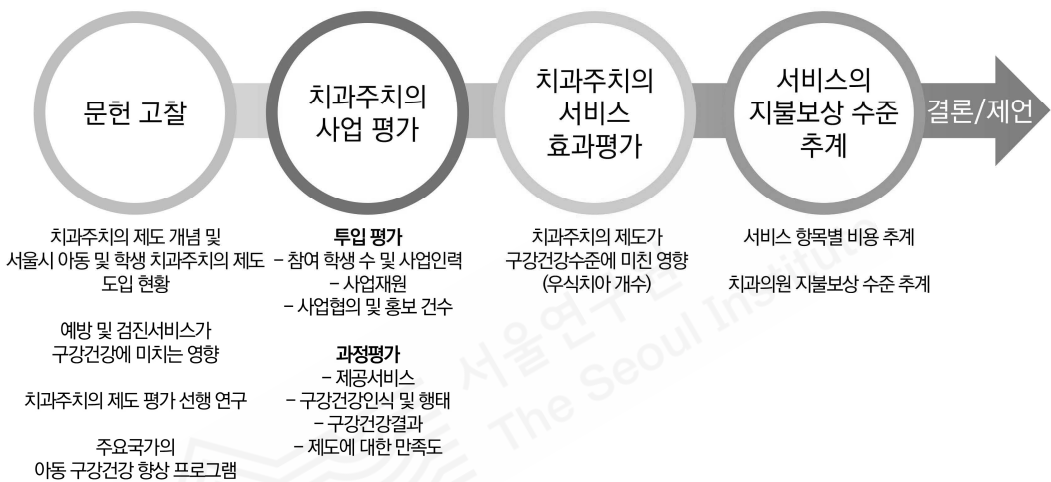 문헌 고찰
치과주치의
사업 평가
치과주치의
서비스
효과평가
서비스의
지불보상 수준
추계
결론/제언
치과주치의 제도 개념 및
서울시 아동 및 학생 치과주치의 제도
도입 현황
예방 및 검진서비스가
구강건강에 미치는 영향
치과주치의 제도 평가 선행 연구
주요국가의
아동 구강건강 향상 프로그램
투입 평가
– 참여 학생 수 및 사업인력
– 사업재원
– 사업협의 및 홍보 건수
과정평가
– 제공서비스
– 구강건강인식 및 행태
– 구강건강결과
– 제도에 대한 만족도
치과주치의 제도가
구강건강수준에 미친 영향
(우식치아 개수)
서비스 항목별 비용 추계
치과의원 지불보상 수준 추계
서울연구원
The Seoul Institute